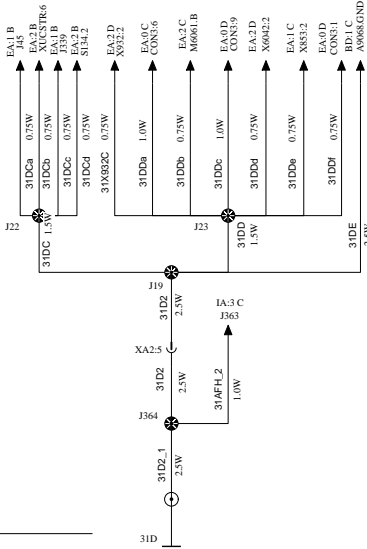 EA:1 B
J45
EA:2 B
XUCSTR:6
EA:1 B
J339
EA:2 B
S134.2
EA:2 D
X932:2
EA:0 C
CON3:6
EA:2 C
M6061.B
EA:0 D
CON3:9
EA:2 D
X6042:2
EA:1 C
X853:2
EA:0 D
CON3:1
BD:1 C
A9068.GND
31DCa 0.75W
31DCb 0.75W
31DCc 0.75W
31DCd 0.75W
31X932C 0.75W
31DDa 1.0W
31DDb 0.75W
31DDc 1.0W
31DDd 0.75W
31DDe 0.75W
31DDf 0.75W
31DE
J22
31DC 1.5W
J23
31DD 1.5W
J19
31D2 2.5W
IA:3 C
J363
XA2:5
31D2 2.5W
31AFH_2 1.0W
J364
31D2_1 2.5W
31D